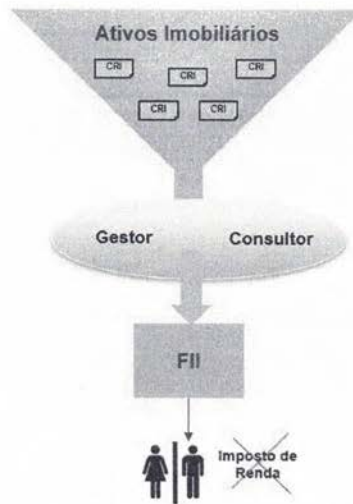 Ativos Imobiliários
CRI CRI CRI
CRI CRI
Gestor Consultor
FII
Imposto de
Renda